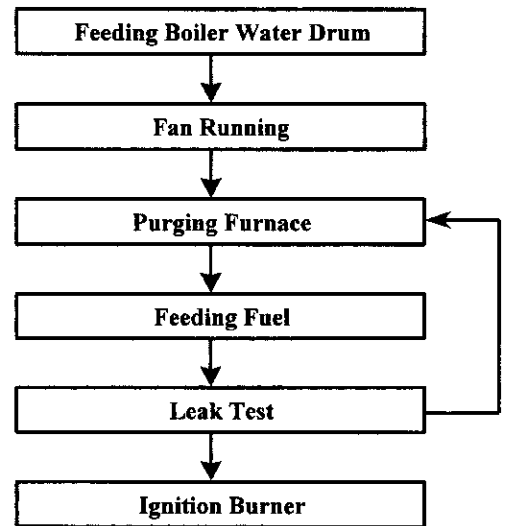 Feeding Boiler Water Drum
Fan Running
Purging Furnace
Feeding Fuel
Leak Test
Ignition Burner